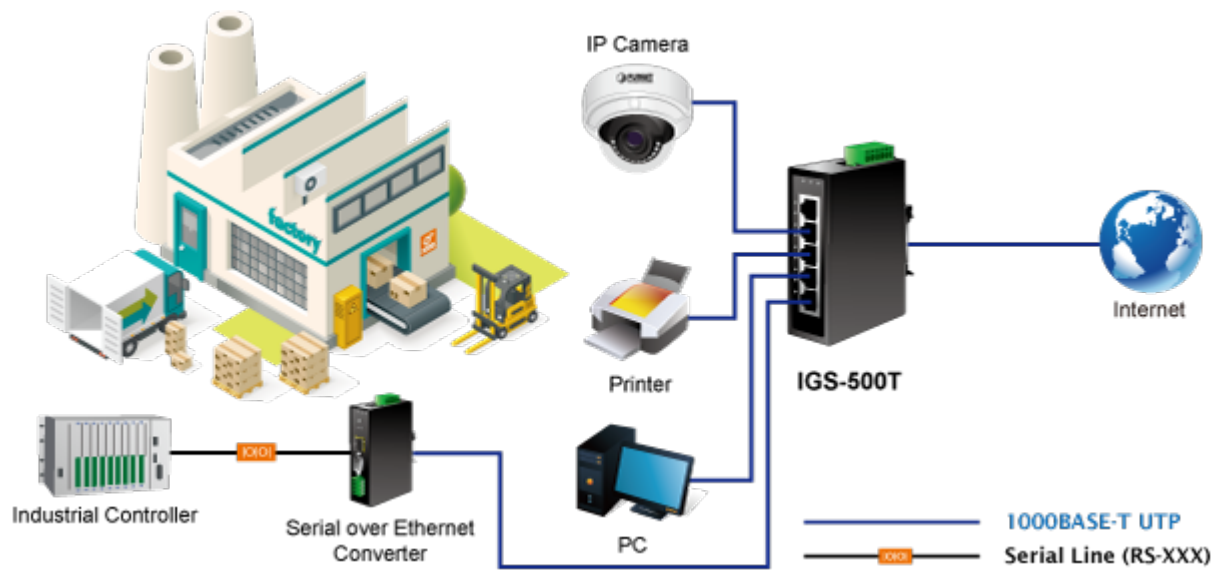 IP Camera
PLANET
factory
Internet
Printer
IGS-500T
|O|O|
Industrial Controller
Serial over Ethernet
Converter
PC
1000BASE-T UTP
|O|O|
Serial Line (RS-XXX)